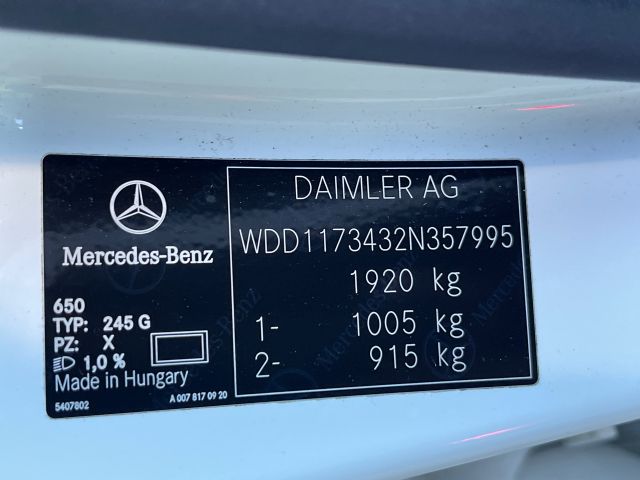 Mercedes-Benz
650
TYP: 245 G
PZ: X
1,0 %
Made in Hungary
5407802
A 007 817 09 20
DAIMLER AG
WDD1173432N357995
1920 kg
1- 1005 kg
2- 915 kg